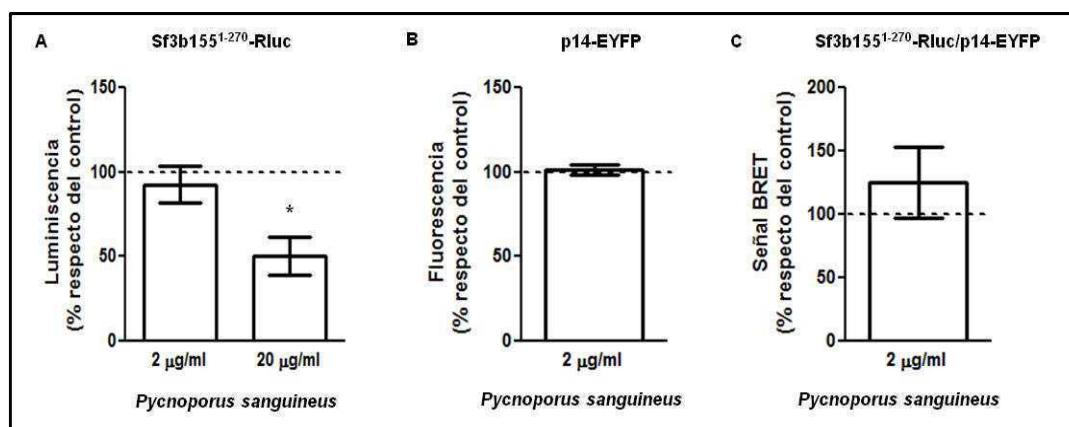 A
Sf3b155¹⁻²⁷⁰-Rluc
Luminiscencia
(% respecto del control)
150
100
50
0
*
2 µg/ml
20 µg/ml
Pycnoporus sanguineus
B
p14-EYFP
Fluorescencia
(% respecto del control)
150
100
50
0
2 µg/ml
Pycnoporus sanguineus
C
Sf3b155¹⁻²⁷⁰-Rluc/p14-EYFP
Señal BRET
(% respecto del control)
200
150
100
50
0
2 µg/ml
Pycnoporus sanguineus